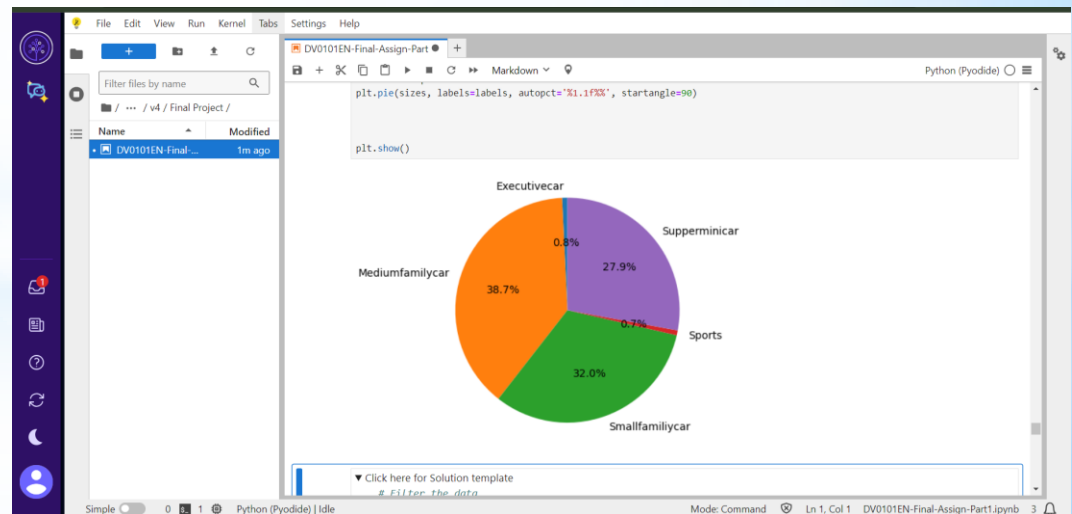 File Edit View Run Kernel Tabs Settings Help
DV0101EN-Final-Assign-Part
Markdown
Python (Pyodide)
Filter files by name
/ ... / v4 / Final Project /
Name Modified
DV0101EN-Final-... 1m ago
plt.pie(sizes, labels=labels, autopct='%1.1f%%', startangle=90)
plt.show()
Executivecar
Supperminicar
0.8%
27.9%
Mediumfamilycar
38.7%
0.7%
Sports
32.0%
Smallfamiliycar
1
Click here for Solution template
# Filter the data
Simple 0 1 Python (Pyodide) | Idle Mode: Command Ln 1, Col 1 DV0101EN-Final-Assign-Part1.ipynb 3